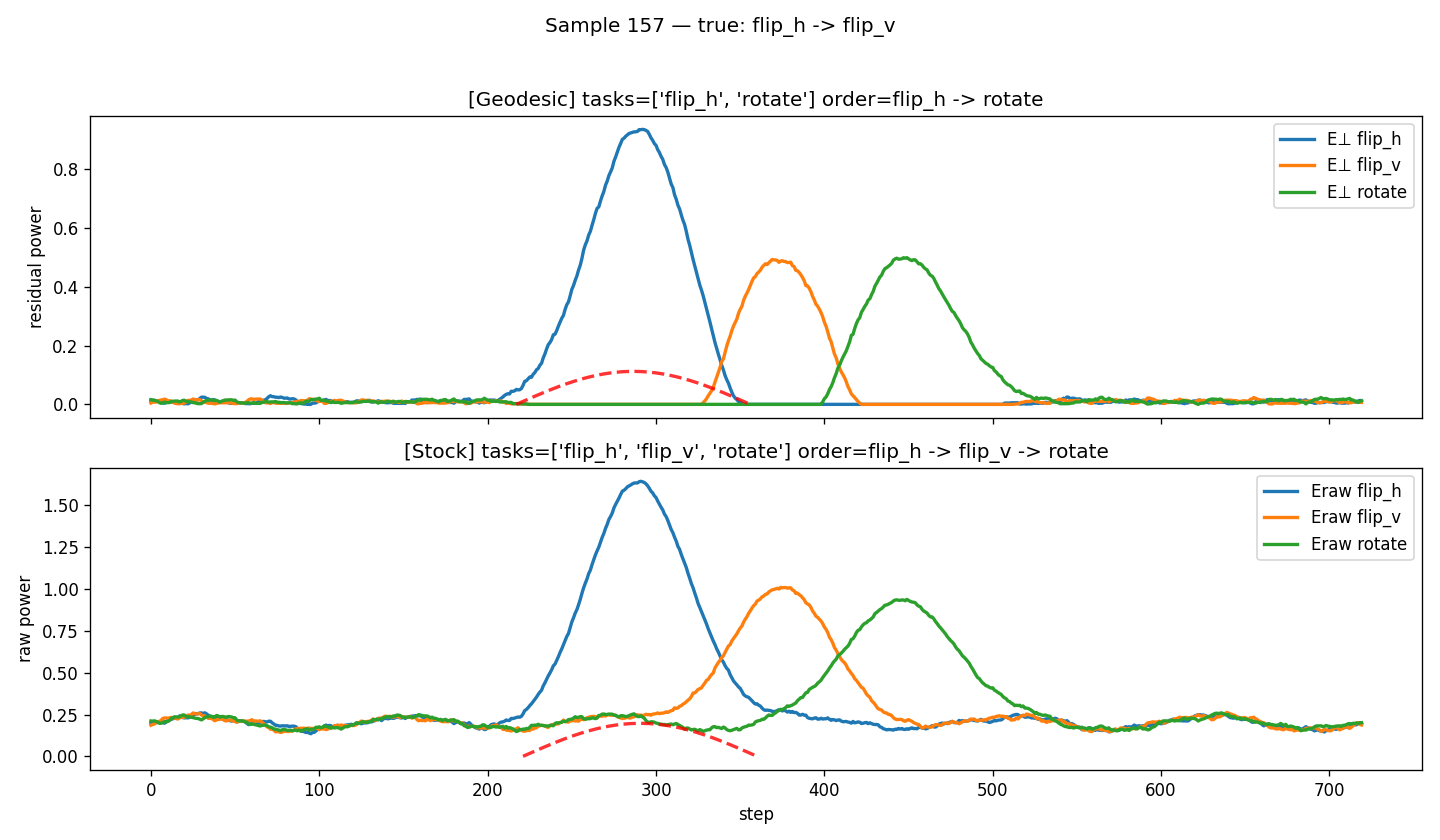 Sample 157 — true: flip_h -> flip_v
[Geodesic] tasks=['flip_h', 'rotate'] order=flip_h -> rotate
residual power
0.8
0.6
0.4
0.2
0.0
E⊥ flip_h
E⊥ flip_v
E⊥ rotate
[Stock] tasks=['flip_h', 'flip_v', 'rotate'] order=flip_h -> flip_v -> rotate
raw power
1.50
1.25
1.00
0.75
0.50
0.25
0.00
Eraw flip_h
Eraw flip_v
Eraw rotate
0 100 200 300 400 500 600 700
step